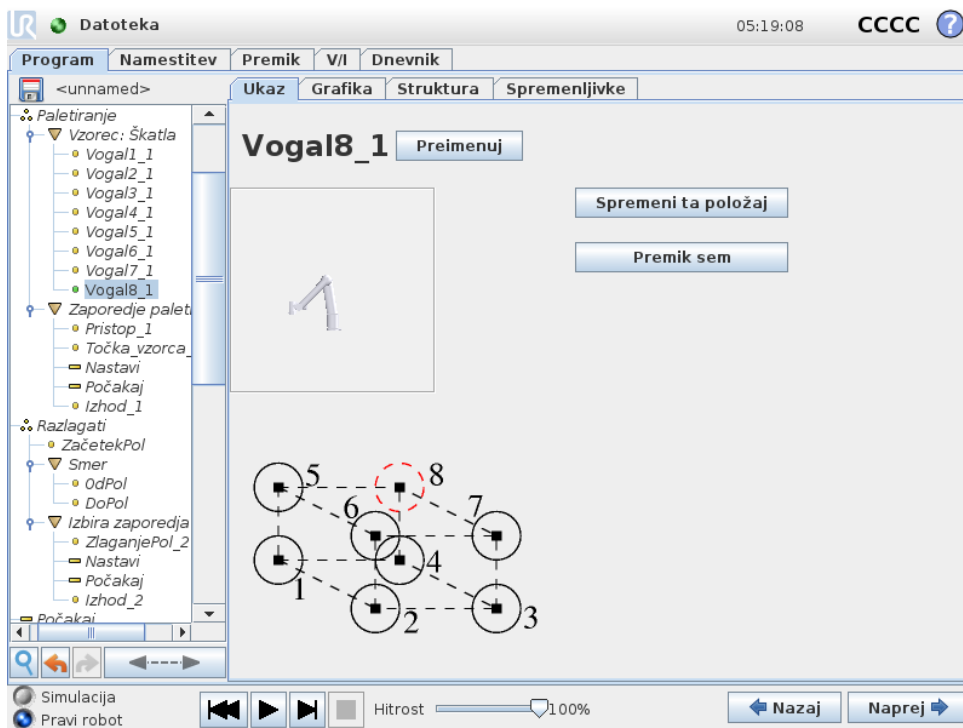 UR Datoteka 05:19:08 CCCC ?
Program Namestitev Premik V/I Dnevnik
<unnamed> Ukaz Grafika Struktura Spremenljivke
Paletiranje
Vzorec: Škatla
Vogal1_1
Vogal2_1
Vogal3_1
Vogal4_1
Vogal5_1
Vogal6_1
Vogal7_1
Vogal8_1
Zaporedje paleti
Pristop_1
Točka_vzorca_
Nastavi
Počakaj
Izhod_1
Razlagati
ZačetekPol
Smer
OdPol
DoPol
Izbira zaporedja
ZlaganjePol_2
Nastavi
Počakaj
Izhod_2
Počakaj
Vogal8_1 Preimenuj
Spremeni ta položaj
Premik sem
5 8
6 7
1 4
2 3
Simulacija
Pravi robot
Hitrost 100%
Nazaj Naprej